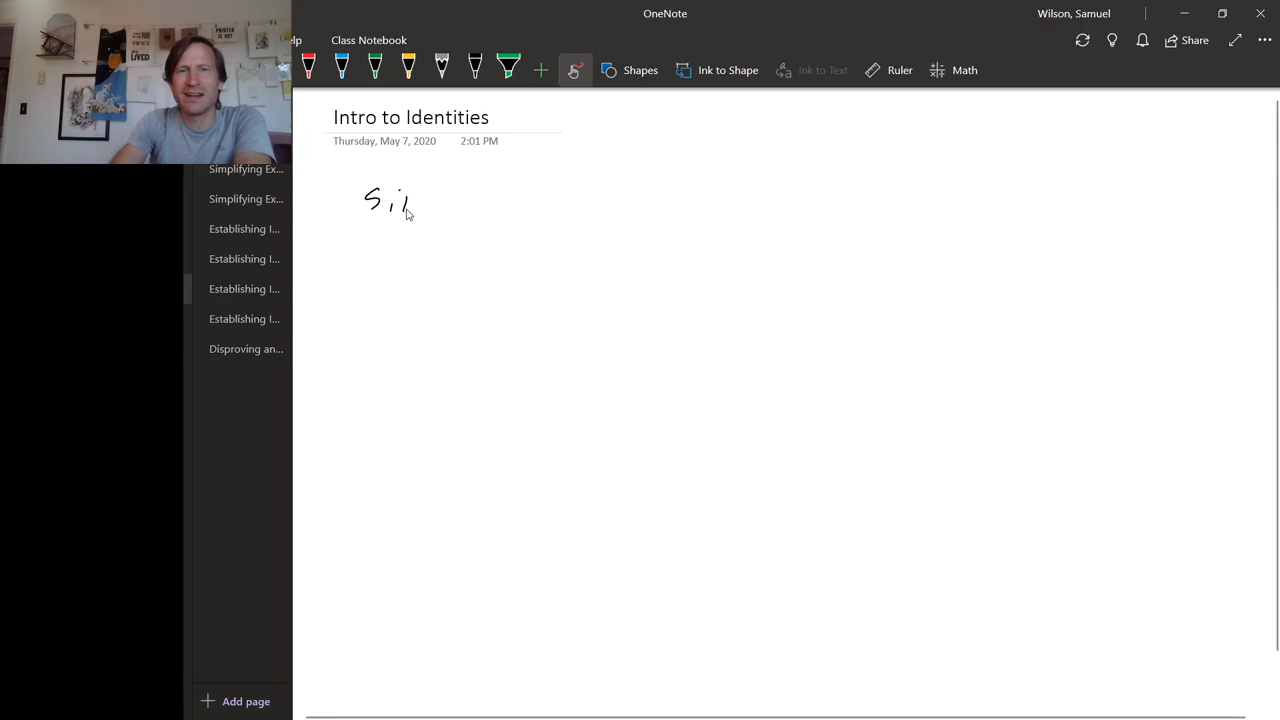 OneNote
Wilson, Samuel
lp
Class Notebook
Share
Shapes
Ink to Shape
Ink to Text
Ruler
Math
Intro to Identities
Thursday, May 7, 2020 2:01 PM
Simplifying Ex...
Simplifying Ex...
Establishing I...
Establishing I...
Establishing I...
Establishing I...
Disproving an...
Add page